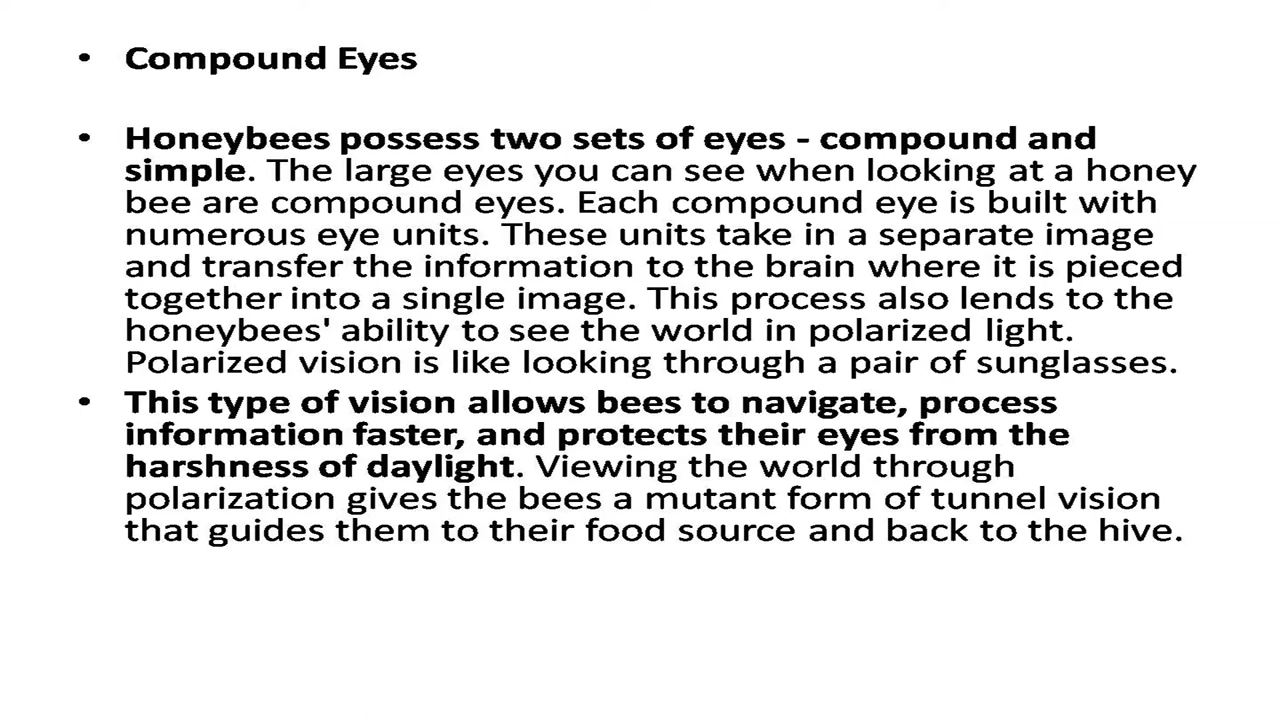 • Compound Eyes
• Honeybees possess two sets of eyes - compound and
simple. The large eyes you can see when looking at a honey
bee are compound eyes. Each compound eye is built with
numerous eye units. These units take in a separate image
and transfer the information to the brain where it is pieced
together into a single image. This process also lends to the
honeybees' ability to see the world in polarized light.
Polarized vision is like looking through a pair of sunglasses.
• This type of vision allows bees to navigate, process
information faster, and protects their eyes from the
harshness of daylight. Viewing the world through
polarization gives the bees a mutant form of tunnel vision
that guides them to their food source and back to the hive.